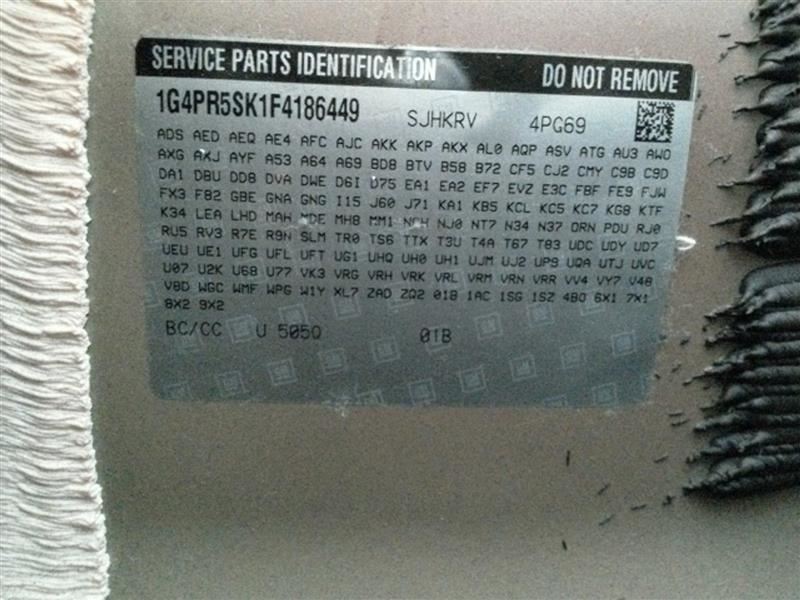 SERVICE PARTS IDENTIFICATION DO NOT REMOVE
1G4PR5SK1F4186449 SJHKRV 4PG69
ADS AED AEQ AE4 AFC AJC AKK AKP AKX AL0 AQP ASV ATG AU3 AWO
AXG AXJ AYF A53 A64 A69 BD8 BTV B58 B72 CF5 CJ2 CMY C9B C9D
DA1 DBU DD8 DVA DWE D6I D75 EA1 EA2 EF7 EVZ E3C FBF FE9 FJW
FX3 F82 GBE GNA GNG I15 J60 J71 KA1 KB5 KCL KC5 KC7 KG8 KTF
K34 LEA LHD MAH MDE MH8 MM1 NCH NJ0 NT7 N34 N37 ORN PDU RJ0
RU5 RV3 R7E R9N SLM TR0 TS6 TTX T3U T4A T67 T83 UDC UDY UD7
UEU UE1 UFG UFL UFT UG1 UHQ UH0 UH1 UJM UJ2 UP9 UQA UTJ UVC
U07 U2K U68 U77 VK3 VRG VRH VRK VRL VRM VRN VRR VV4 VY7 V48
V8D WGC WMF WPG W1Y XL7 ZAD ZQ2 01B 1AC 1SG 1SZ 4B0 6X1 7X1
8X2 9X2
BC/CC U 505Q 01B